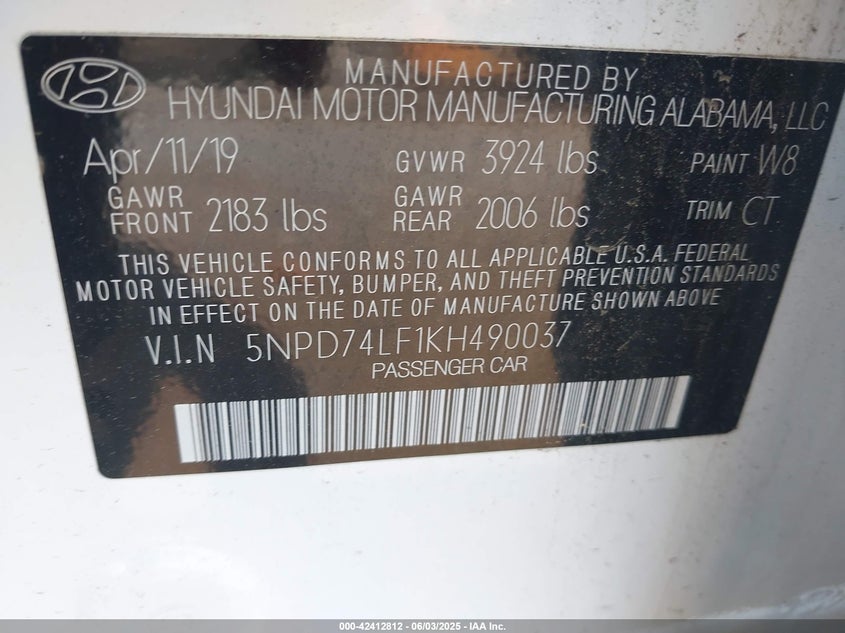 MANUFACTURED BY
HYUNDAI MOTOR MANUFACTURING ALABAMA, LLC
Apr/11/19 GVWR 3924 lbs PAINT W8
GAWR FRONT 2183 lbs GAWR REAR 2006 lbs TRIM CT
THIS VEHICLE CONFORMS TO ALL APPLICABLE U.S.A. FEDERAL
MOTOR VEHICLE SAFETY, BUMPER, AND THEFT PREVENTION STANDARDS
IN EFFECT ON THE DATE OF MANUFACTURE SHOWN ABOVE
V.I.N 5NPD74LF1KH490037
PASSENGER CAR
000-42412812 - 06/03/2025 - IAA Inc.